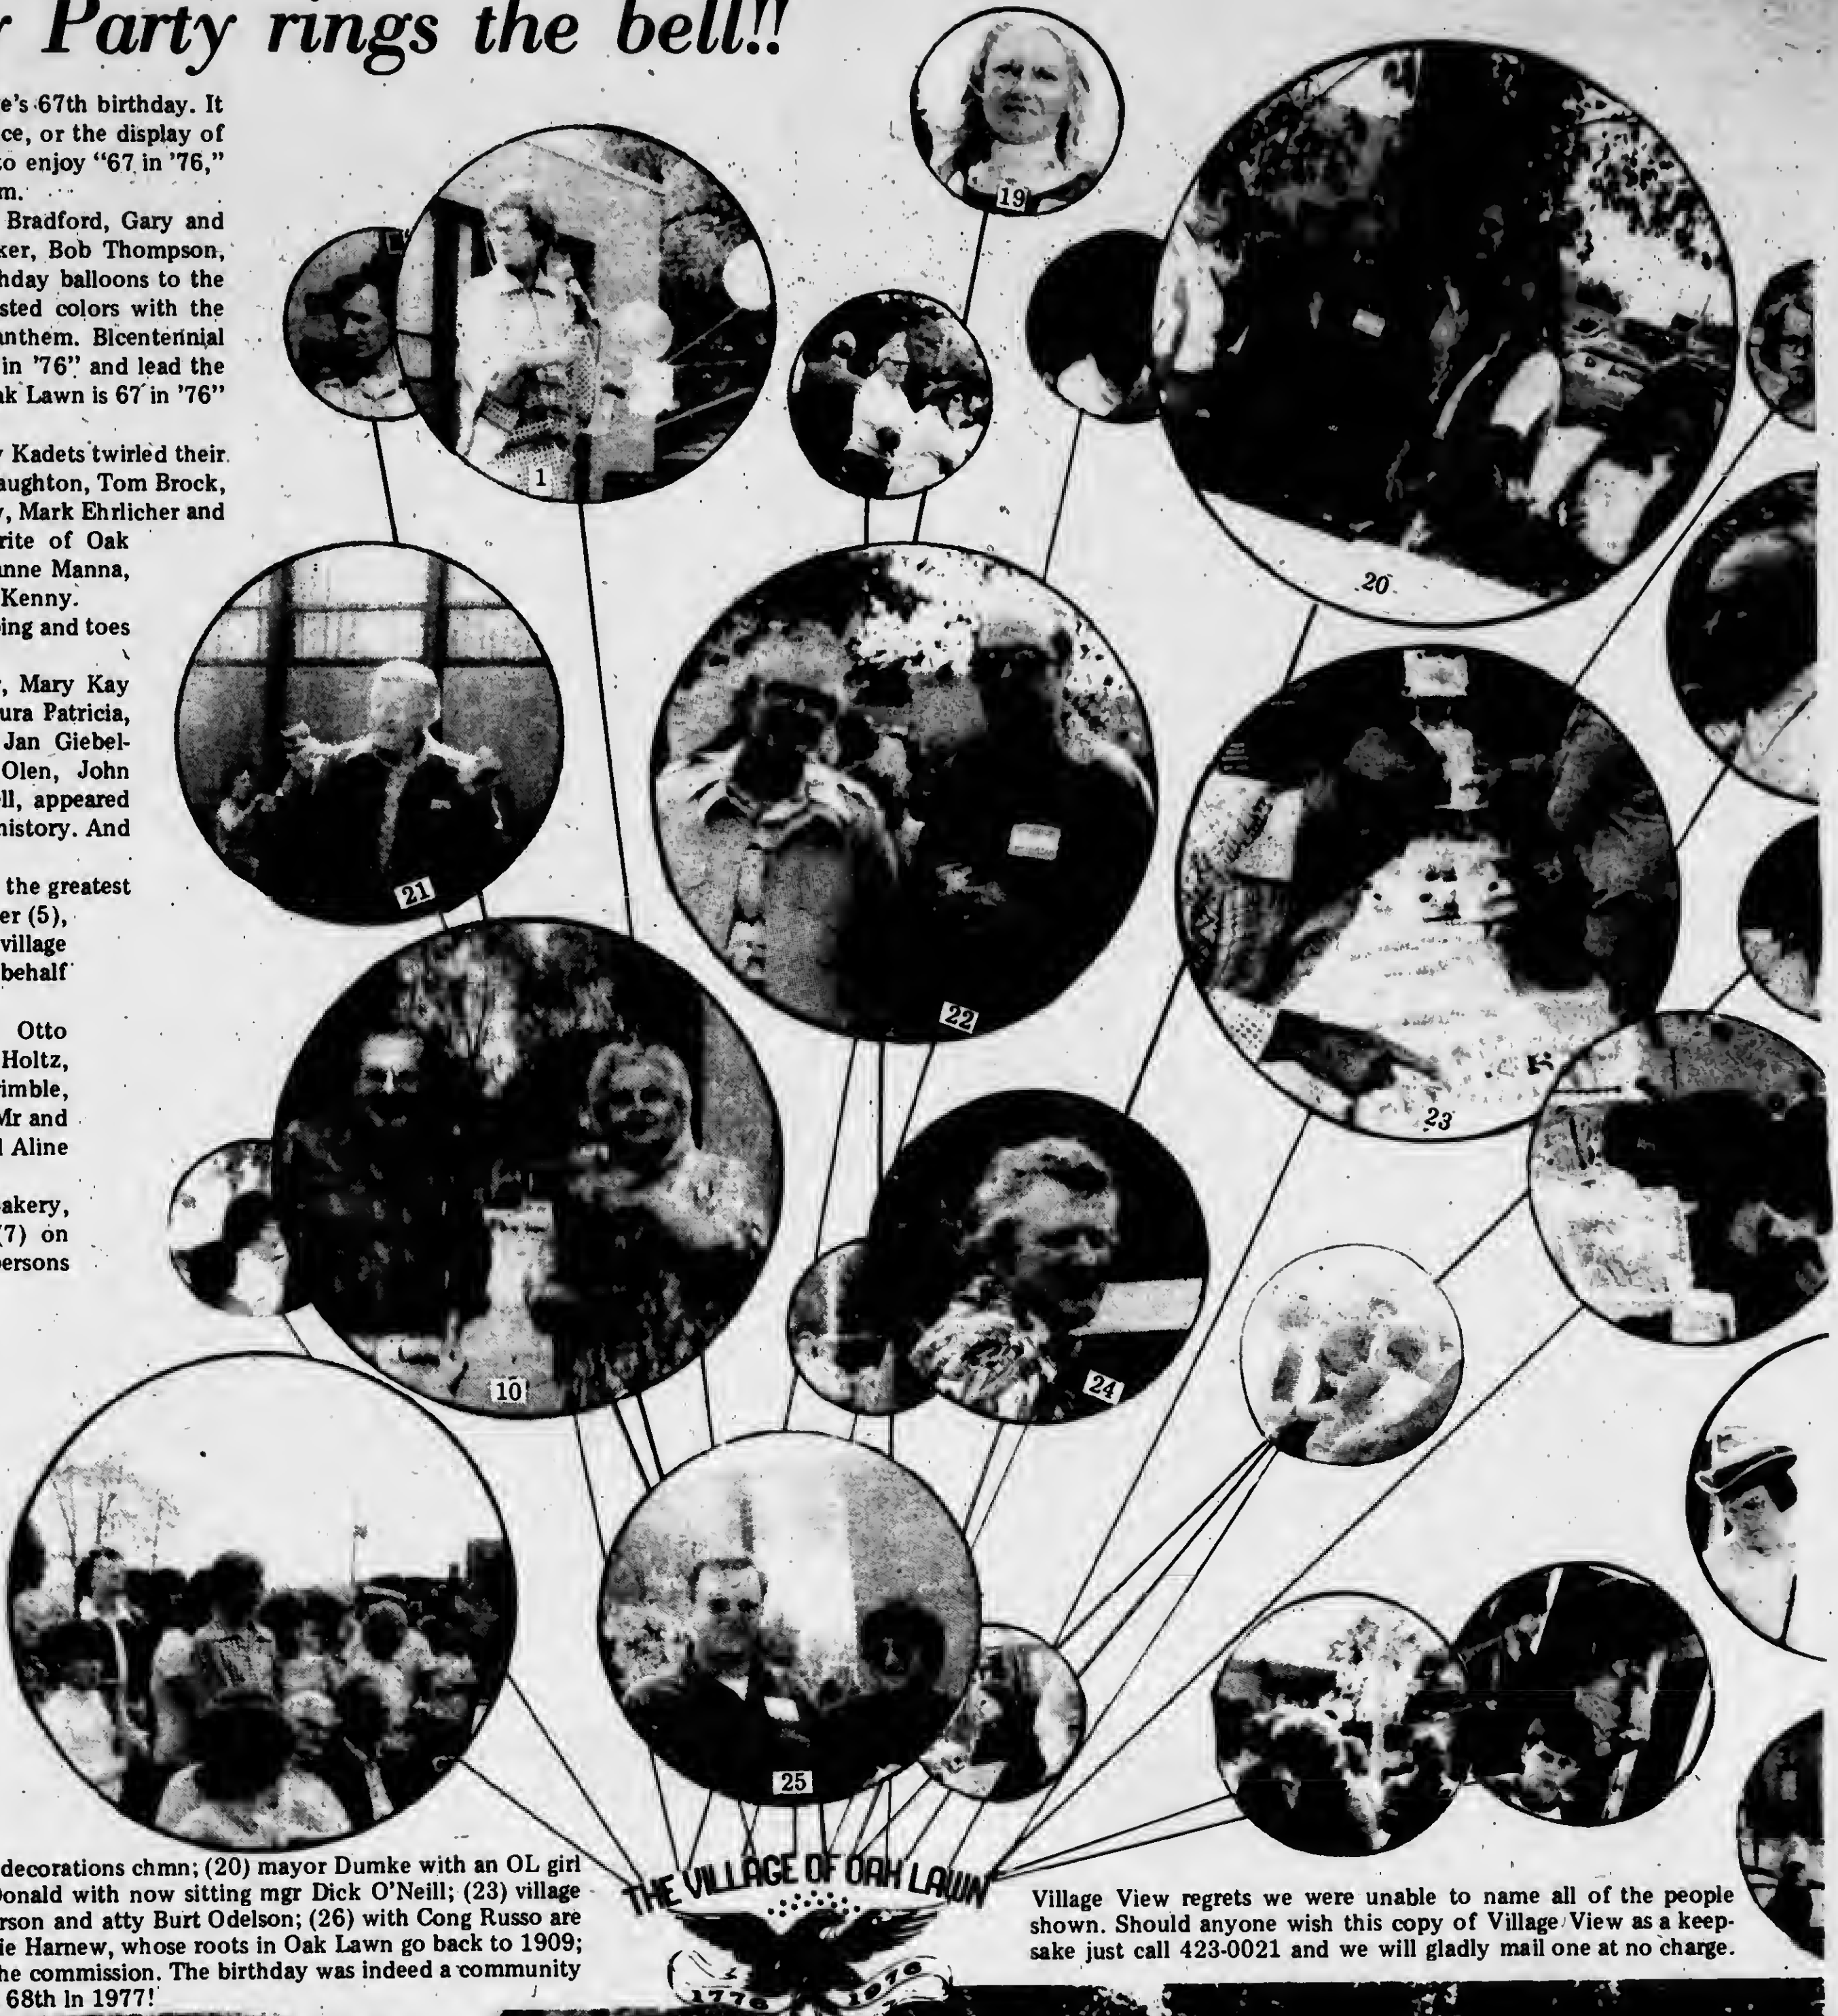 Party rings the bell!!
e's 67th birthday. It
ce, or the display of
to enjoy “67 in '76,”
m.
Bradford, Gary and
ker, Bob Thompson,
hday balloons to the
sted colors with the
anthem. Bicentennial
in '76” and lead the
ak Lawn is 67 in '76”
y Kadets twirled their
aughton, Tom Brock,
y, Mark Ehrlicher and
rite of Oak
anne Manna,
Kenny.
ing and toes
, Mary Kay
ura Patricia,
Jan Giebel-
Olen, John
ll, appeared
history. And
the greatest
er (5),
village
behalf
Otto
Holtz,
rimble,
Mr and
Aline
akery,
(7) on
ersons
19
1
20
21
22
23
10
24
25
decorations chmn; (20) mayor Dumke with an OL girl
Donald with now sitting mgr Dick O'Neill; (23) village
rson and atty Burt Odelson; (26) with Cong Russo are
ie Harnew, whose roots in Oak Lawn go back to 1909;
he commission. The birthday was indeed a community
68th in 1977!
THE VILLAGE OF OAK LAWN
1776 1976
Village View regrets we were unable to name all of the people
shown. Should anyone wish this copy of Village View as a keep-
sake just call 423-0021 and we will gladly mail one at no charge.